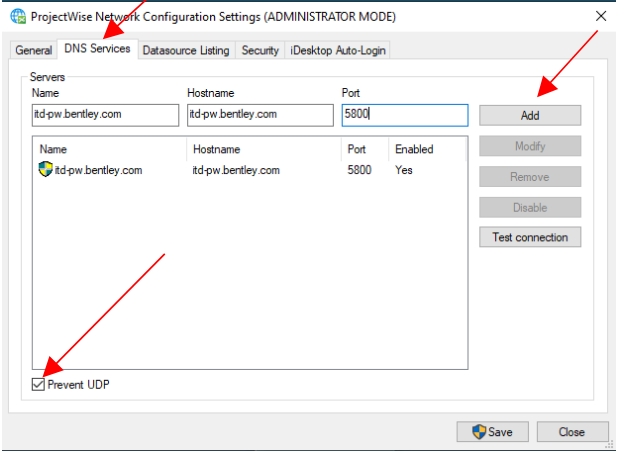 ProjectWise Network Configuration Settings (ADMINISTRATOR MODE)
General DNS Services Datasource Listing Security iDesktop Auto-Login
Servers
Name Hostname Port
itd-pw.bentley.com itd-pw.bentley.com 5800 Add
Name Hostname Port Enabled Modify
itd-pw.bentley.com itd-pw.bentley.com 5800 Yes
Remove
Disable
Test connection
Prevent UDP
Save Close